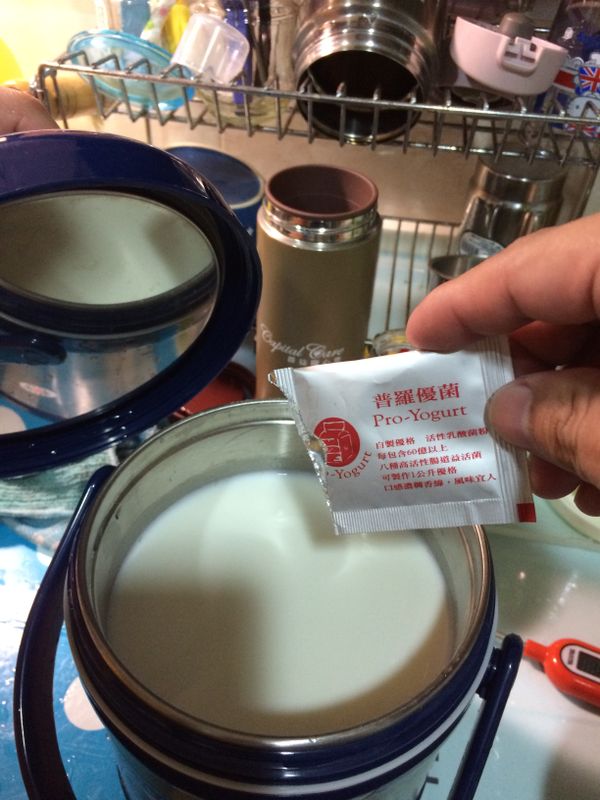 Capital Care
普羅優菌
Pro-Yogurt
自製優格 活性乳酸菌粉
每包含60億以上
八種高活性腸道益活菌
可製作1公升優格
口感濃稠香綿，風味宜人
-Yogurt